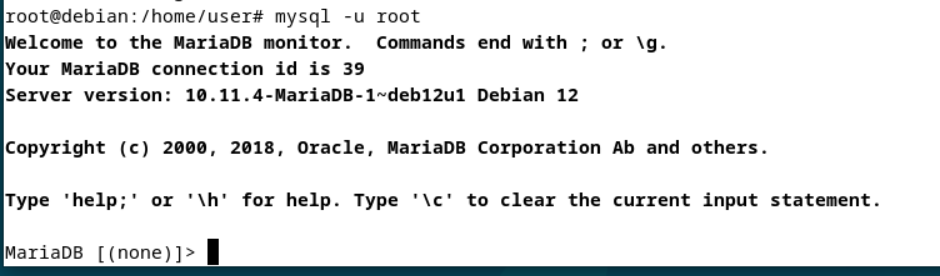 root@debian:/home/user# mysql -u root
Welcome to the MariaDB monitor.  Commands end with ; or \g.
Your MariaDB connection id is 39
Server version: 10.11.4-MariaDB-1~deb12u1 Debian 12

Copyright (c) 2000, 2018, Oracle, MariaDB Corporation Ab and others.

Type 'help;' or '\h' for help. Type '\c' to clear the current input statement.

MariaDB [(none)]>